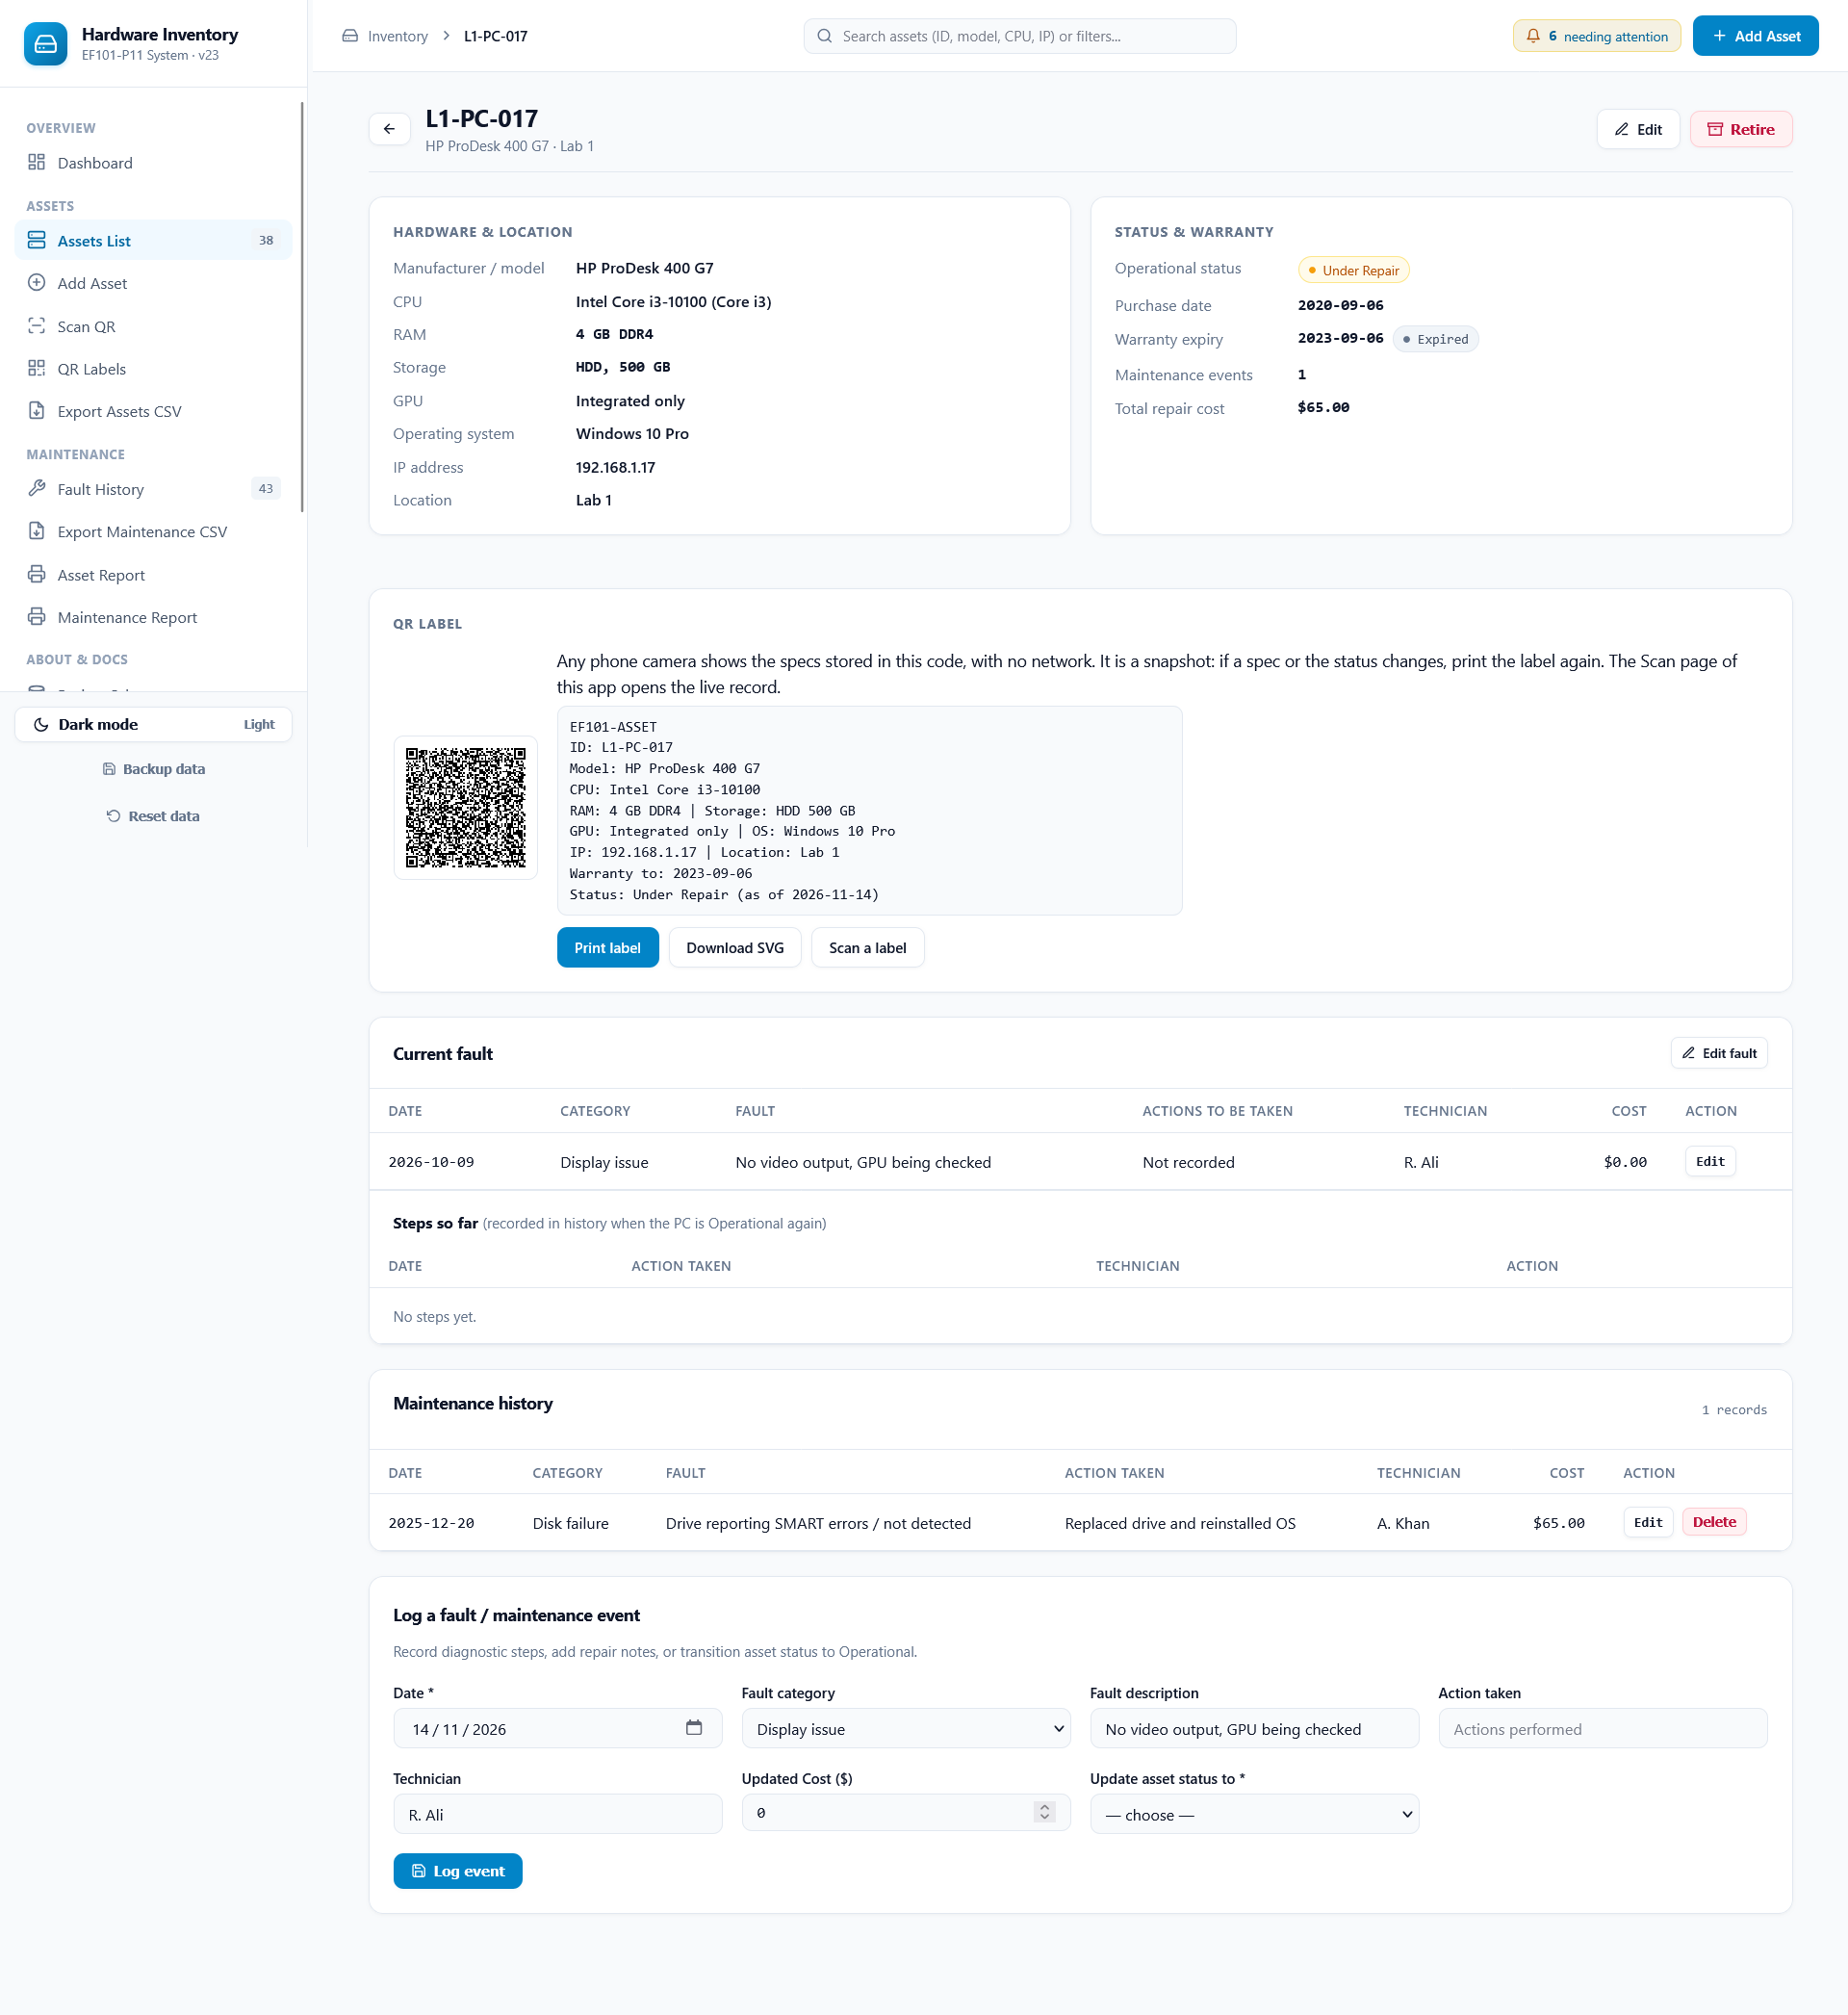 Hardware Inventory
EF101-P11 System · v23
OVERVIEW
Dashboard
ASSETS
Assets List 38
Add Asset
Scan QR
QR Labels
Export Assets CSV
MAINTENANCE
Fault History 43
Export Maintenance CSV
Asset Report
Maintenance Report
ABOUT & DOCS
Dark mode Light
Backup data
Reset data
Inventory > L1-PC-017
Search assets (ID, model, CPU, IP) or filters...
6 needing attention
+ Add Asset
L1-PC-017
HP ProDesk 400 G7 · Lab 1
Edit
Retire
HARDWARE & LOCATION
Manufacturer / model HP ProDesk 400 G7
CPU Intel Core i3-10100 (Core i3)
RAM 4 GB DDR4
Storage HDD, 500 GB
GPU Integrated only
Operating system Windows 10 Pro
IP address 192.168.1.17
Location Lab 1
STATUS & WARRANTY
Operational status Under Repair
Purchase date 2020-09-06
Warranty expiry 2023-09-06 Expired
Maintenance events 1
Total repair cost $65.00
QR LABEL
Any phone camera shows the specs stored in this code, with no network. It is a snapshot: if a spec or the status changes, print the label again. The Scan page of
this app opens the live record.
EF101-ASSET
ID: L1-PC-017
Model: HP ProDesk 400 G7
CPU: Intel Core i3-10100
RAM: 4 GB DDR4 | Storage: HDD 500 GB
GPU: Integrated only | OS: Windows 10 Pro
IP: 192.168.1.17 | Location: Lab 1
Warranty to: 2023-09-06
Status: Under Repair (as of 2026-11-14)
Print label Download SVG Scan a label
Current fault
Edit fault
DATE CATEGORY FAULT ACTIONS TO BE TAKEN TECHNICIAN COST ACTION
2026-10-09 Display issue No video output, GPU being checked Not recorded R. Ali $0.00 Edit
Steps so far (recorded in history when the PC is Operational again)
DATE ACTION TAKEN TECHNICIAN ACTION
No steps yet.
Maintenance history
1 records
DATE CATEGORY FAULT ACTION TAKEN TECHNICIAN COST ACTION
2025-12-20 Disk failure Drive reporting SMART errors / not detected Replaced drive and reinstalled OS A. Khan $65.00 Edit Delete
Log a fault / maintenance event
Record diagnostic steps, add repair notes, or transition asset status to Operational.
Date * Fault category Fault description Action taken
14 / 11 / 2026 Display issue No video output, GPU being checked Actions performed
Technician Updated Cost ($) Update asset status to *
R. Ali 0 — choose —
Log event